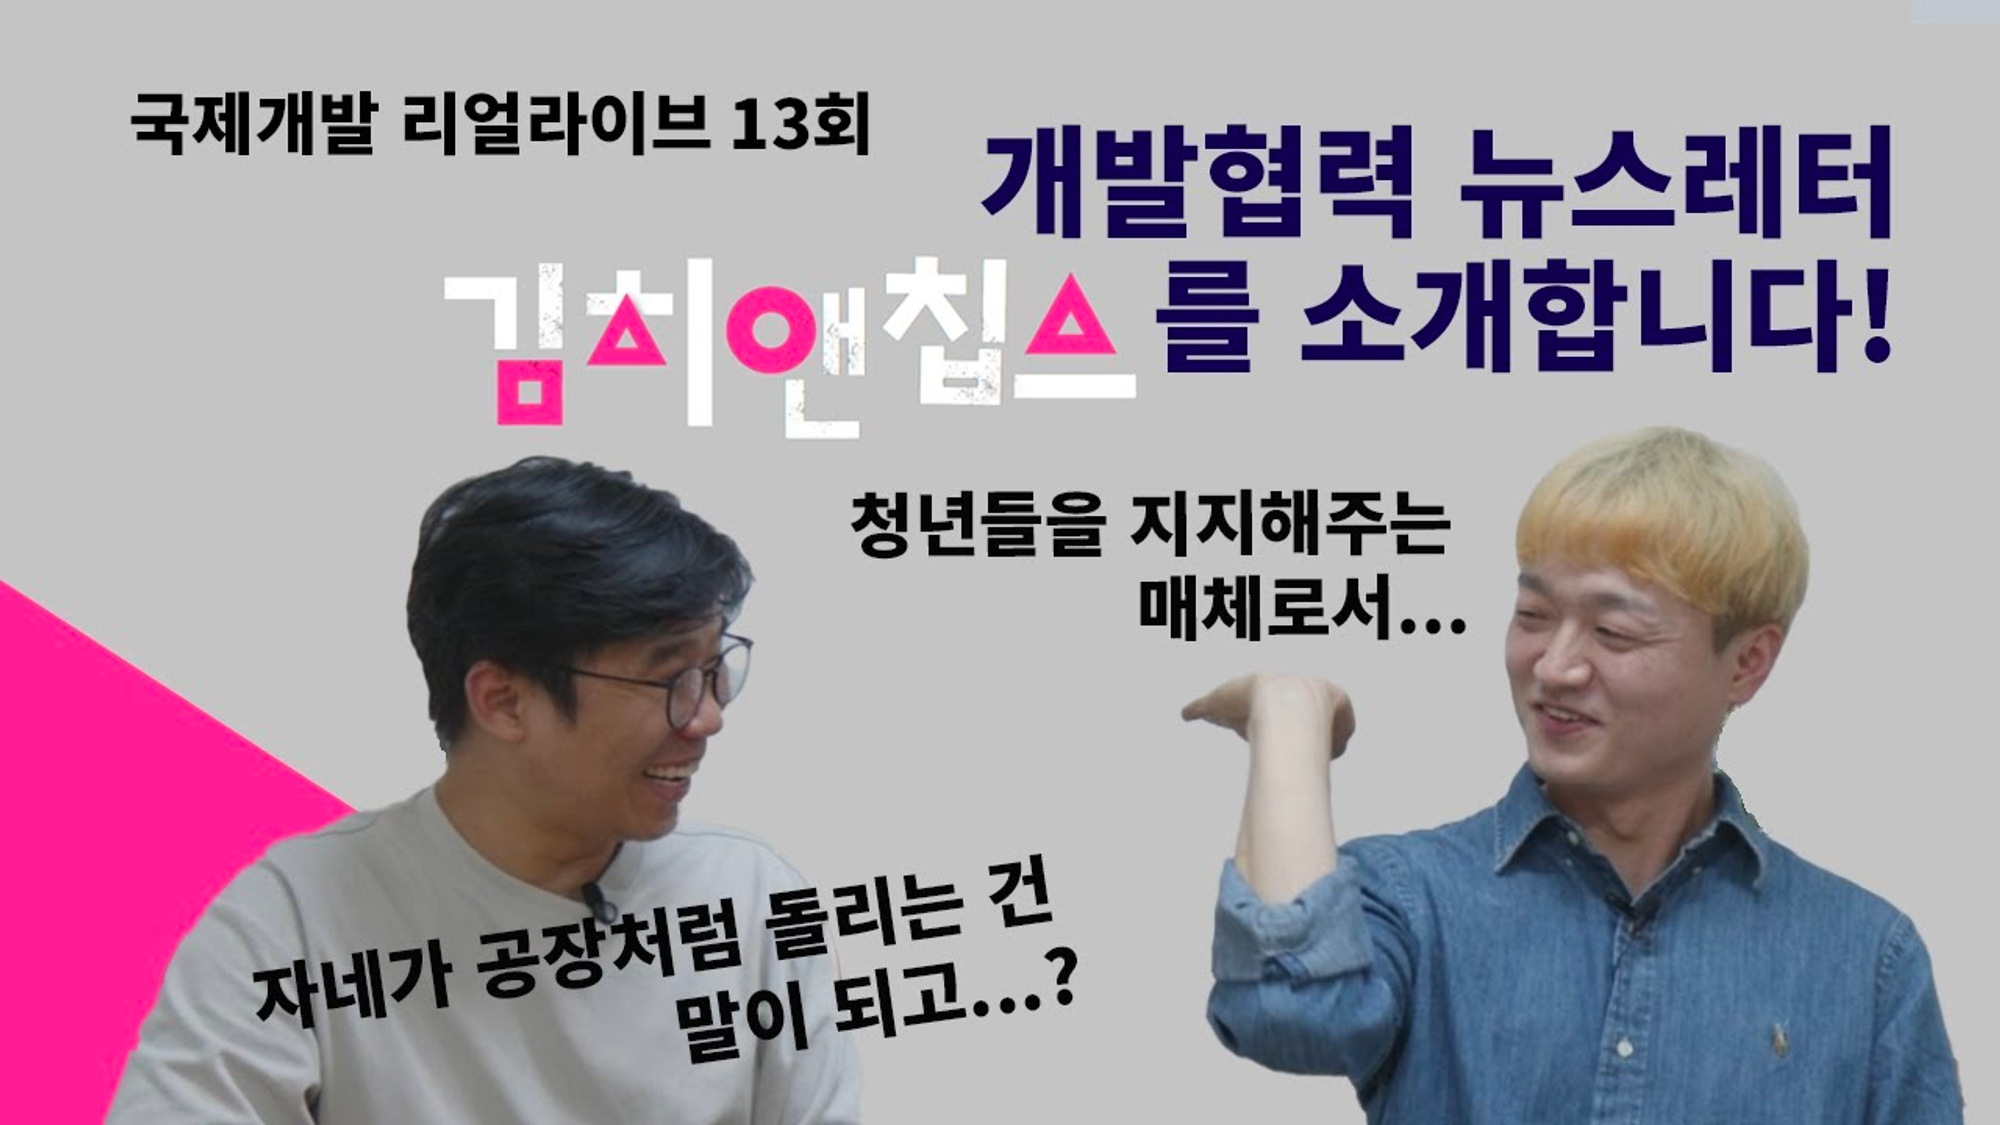 국제개발 리얼라이브 13회
개발협력 뉴스레터
김치앤칩스를 소개합니다!
청년들을 지지해주는
매체로서...
자네가 공장처럼 돌리는 건
말이 되고...?